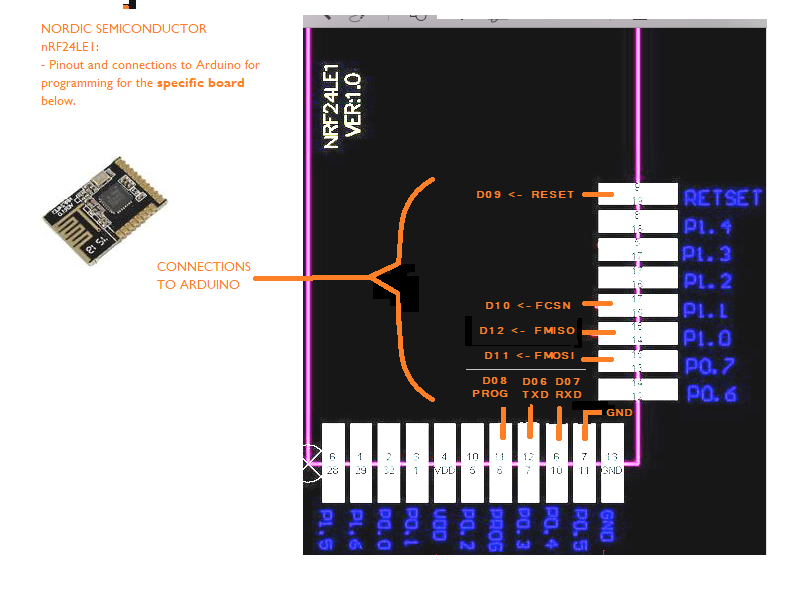 NORDIC SEMICONDUCTOR
nRF24LE1:
- Pinout and connections to Arduino for
programming for the specific board
below.
NRF24LE1
VER:1.0
CONNECTIONS
TO ARDUINO
D09 <- RESET
RETSET
P1.4
P1.3
P1.2
D10 <- FCSN
P1.1
D12 <- FMISO
P1.0
D11 <- FMOSI
P0.7
P0.6
D08 D06 D07
PROG TXD RXD
GND
6 1 2 3 4 10 11 12 6 7 13
28 29 32 1 VDD 5 6 7 10 11 GND
P1.5 P1.6 P0.0 P0.1 VDD P0.2 PROG P0.3 P0.4 P0.5 GND